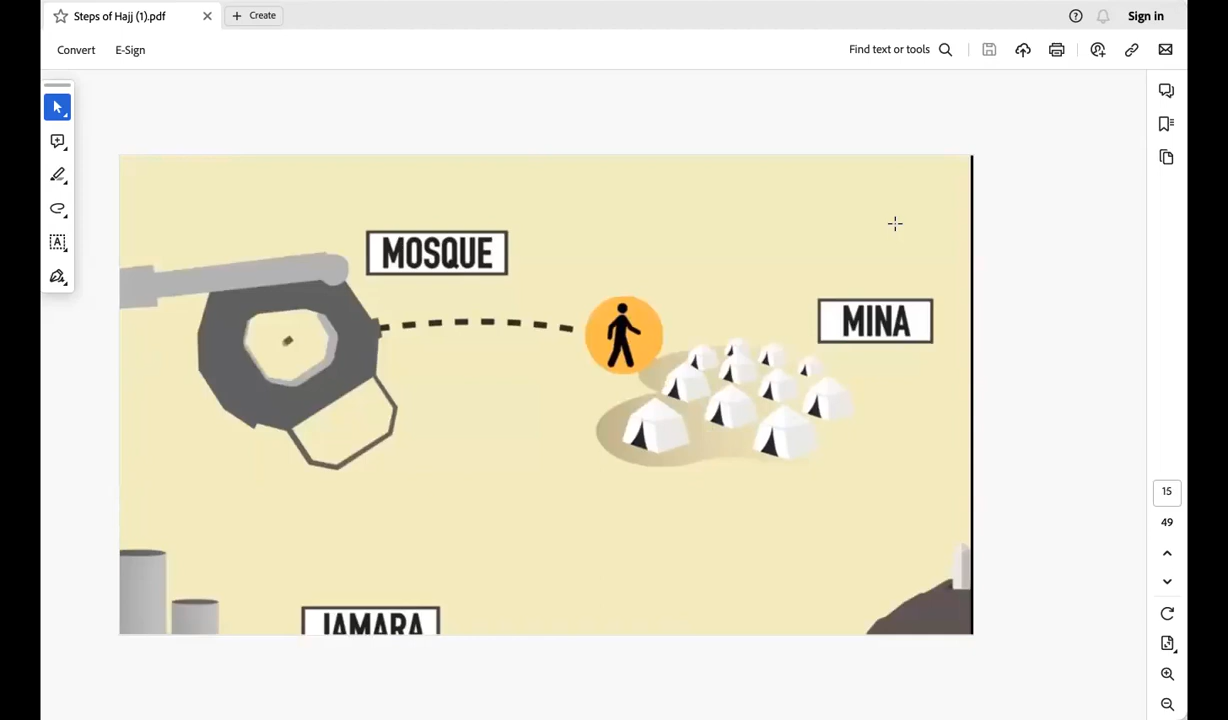 Steps of Hajj (1).pdf
Create
Sign in
Convert
E-Sign
Find text or tools
MOSQUE
MINA
JAMARA
15
49